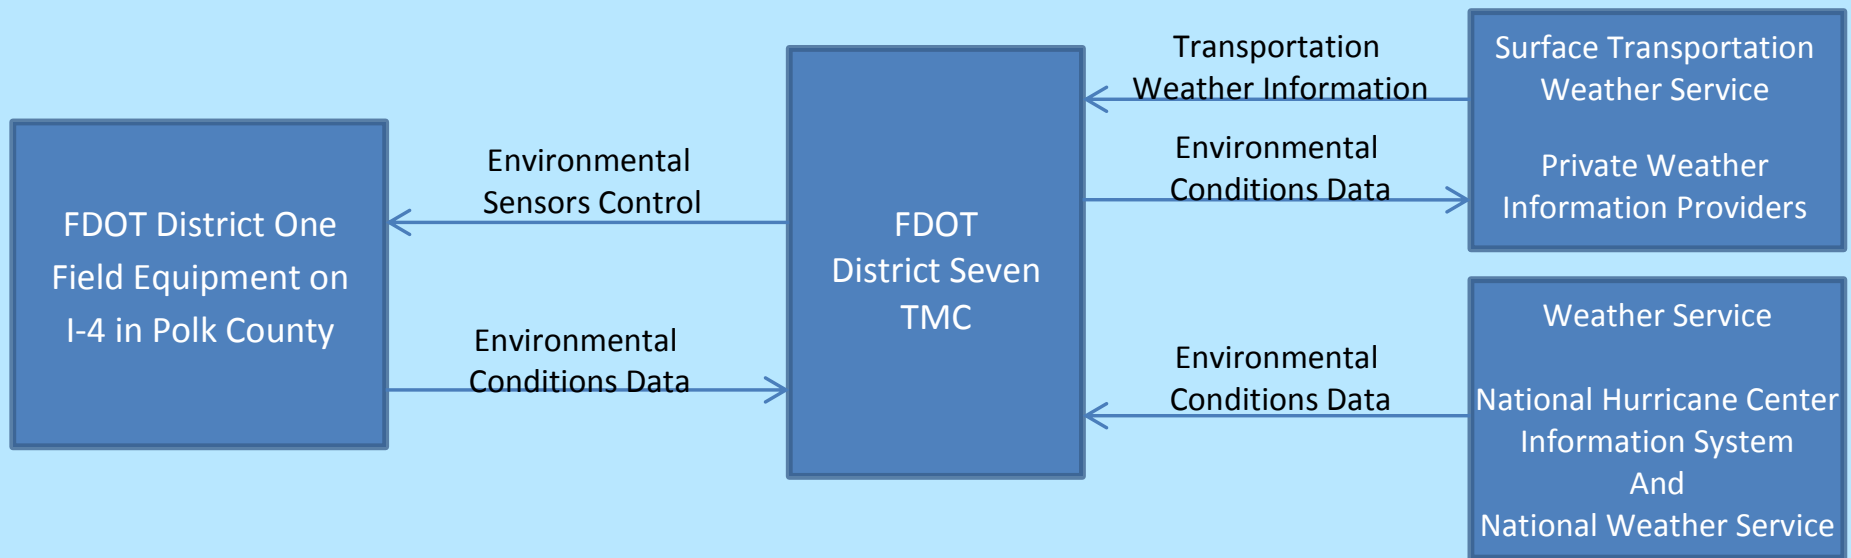 FDOT District One
Field Equipment on
I-4 in Polk County
Environmental
Sensors Control
Environmental
Conditions Data
FDOT
District Seven
TMC
Transportation
Weather Information
Environmental
Conditions Data
Environmental
Conditions Data
Surface Transportation
Weather Service
Private Weather
Information Providers
Weather Service
National Hurricane Center
Information System
And
National Weather Service